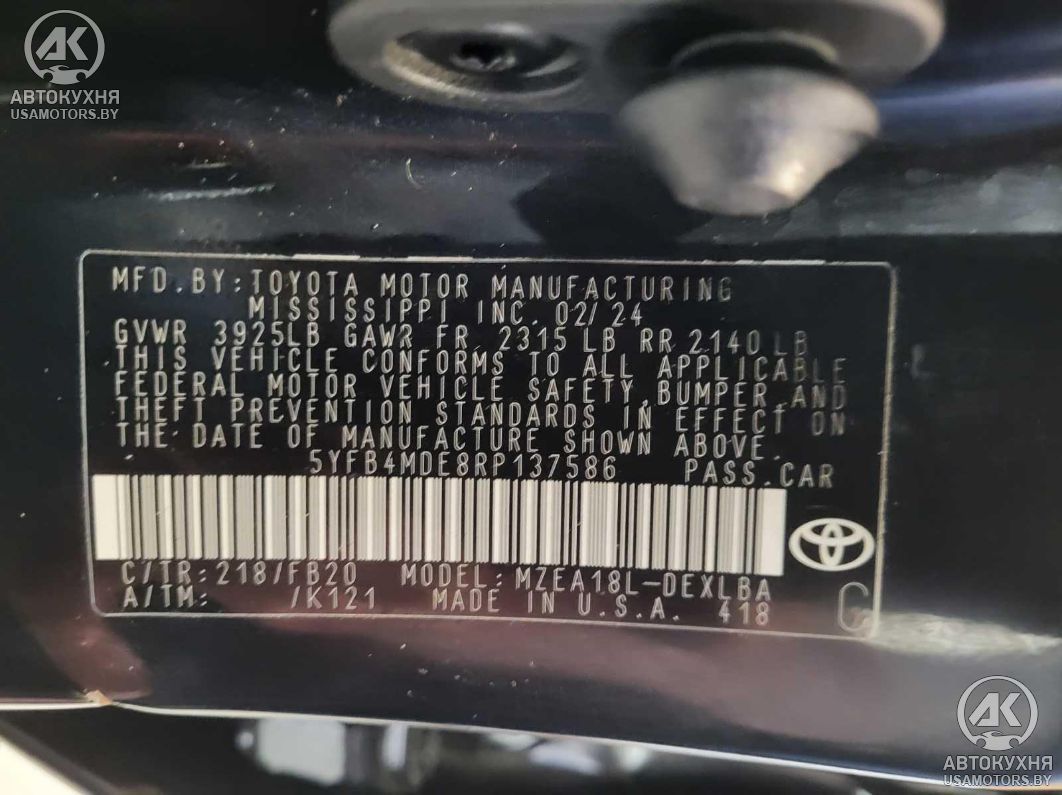 AK
АВТОКУХНЯ
USAMOTORS.BY
MFD.BY:TOYOTA MOTOR MANUFACTURING
MISSISSIPPI INC. 02/24
GVWR 3925LB GAWR FR 2315 LB RR 2140 LB
THIS VEHICLE CONFORMS TO ALL APPLICABLE
FEDERAL MOTOR VEHICLE SAFETY,BUMPER,AND
THEFT PREVENTION STANDARDS IN EFFECT ON
THE DATE OF MANUFACTURE SHOWN ABOVE.
5YFB4MDE8RP137586 PASS.CAR
C/TR:218/FB20 MODEL:MZEA18L-DEXLBA
A/TM: /K121 MADE IN U.S.A. 418
G
AK
АВТОКУХНЯ
USAMOTORS.BY